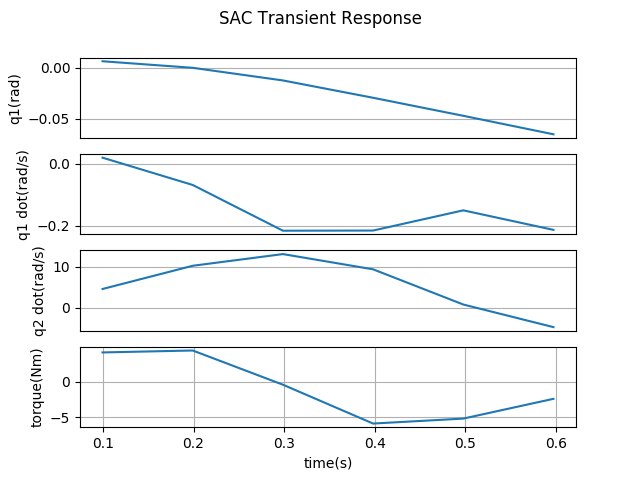 SAC Transient Response
q1(rad)
0.00
−0.05
q1 dot(rad/s)
0.0
−0.2
q2 dot(rad/s)
10
0
torque(Nm)
0
−5
0.1 0.2 0.3 0.4 0.5 0.6
time(s)